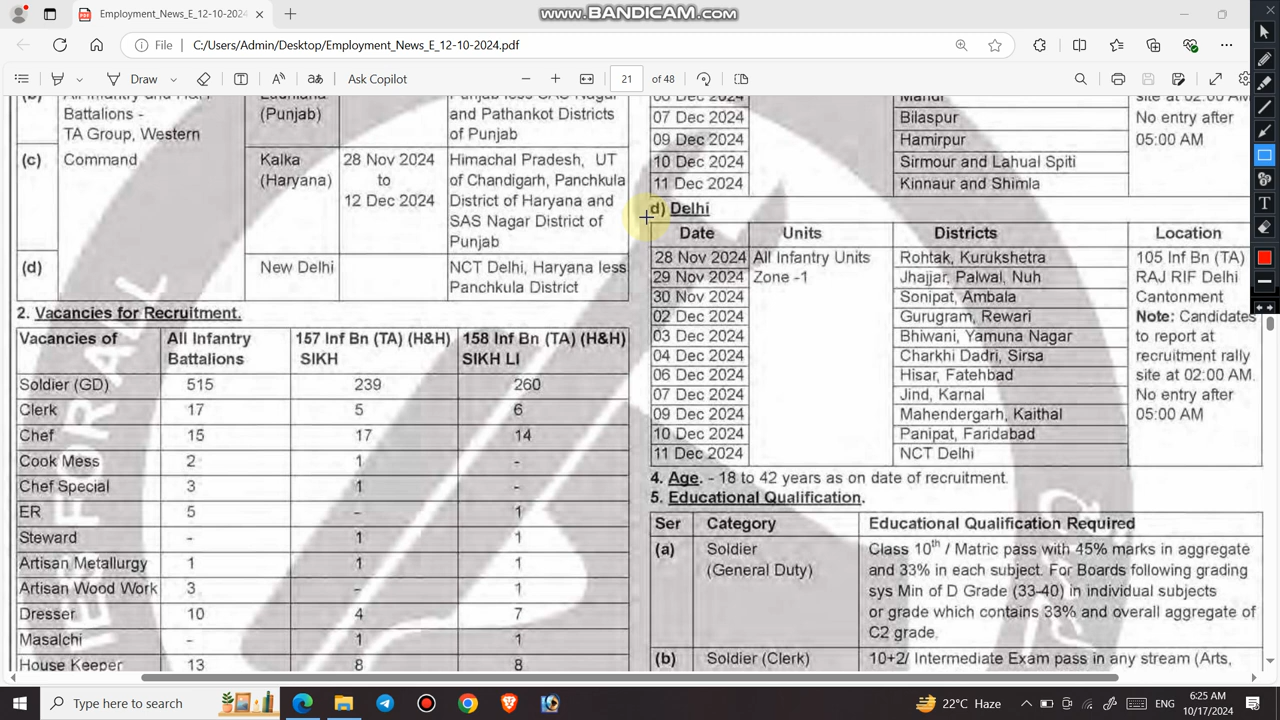 Employment_News_E_12-10-2024
www.BANDICAM.com
File C:/Users/Admin/Desktop/Employment_News_E_12-10-2024.pdf
Draw Ask Copilot 21 of 48
Battalions -
TA Group, Western
(Punjab)
and Pathankot Districts
of Punjab
(c) Command Kalka
(Haryana)
28 Nov 2024
to
12 Dec 2024
Himachal Pradesh, UT
of Chandigarh, Panchkula
District of Haryana and
SAS Nagar District of
Punjab
(d) New Delhi NCT Delhi, Haryana less
Panchkula District
2. Vacancies for Recruitment.
Vacancies of All Infantry Battalions 157 Inf Bn (TA) (H&H) SIKH 158 Inf Bn (TA) (H&H) SIKH LI
Soldier (GD) 515 239 260
Clerk 17 5 6
Chef 15 17 14
Cook Mess 2 1 -
Chef Special 3 1 -
ER 5 - 1
Steward - 1 1
Artisan Metallurgy 1 1 1
Artisan Wood Work 3 - 1
Dresser 10 4 7
Masalchi - 1 1
House Keeper 13 8 8
06 Dec 2024 Mandi site at 02:00 AM
07 Dec 2024 Bilaspur No entry after
09 Dec 2024 Hamirpur 05:00 AM
10 Dec 2024 Sirmour and Lahual Spiti
11 Dec 2024 Kinnaur and Shimla
d) Delhi
Date Units Districts Location
28 Nov 2024 All Infantry Units Rohtak, Kurukshetra 105 Inf Bn (TA)
29 Nov 2024 Zone -1 Jhajjar, Palwal, Nuh RAJ RIF Delhi
30 Nov 2024 Sonipat, Ambala Cantonment
02 Dec 2024 Gurugram, Rewari Note: Candidates
03 Dec 2024 Bhiwani, Yamuna Nagar to report at
04 Dec 2024 Charkhi Dadri, Sirsa recruitment rally
06 Dec 2024 Hisar, Fatehbad site at 02:00 AM.
07 Dec 2024 Jind, Karnal No entry after
09 Dec 2024 Mahendergarh, Kaithal 05:00 AM
10 Dec 2024 Panipat, Faridabad
11 Dec 2024 NCT Delhi
4. Age. - 18 to 42 years as on date of recruitment.
5. Educational Qualification.
Ser Category Educational Qualification Required
(a) Soldier
(General Duty)
Class 10th / Matric pass with 45% marks in aggregate
and 33% in each subject. For Boards following grading
sys Min of D Grade (33-40) in individual subjects
or grade which contains 33% and overall aggregate of
C2 grade.
(b) Soldier (Clerk) 10+2/ Intermediate Exam pass in any stream (Arts,
Type here to search 22°C Haze ENG 6:25 AM
10/17/2024